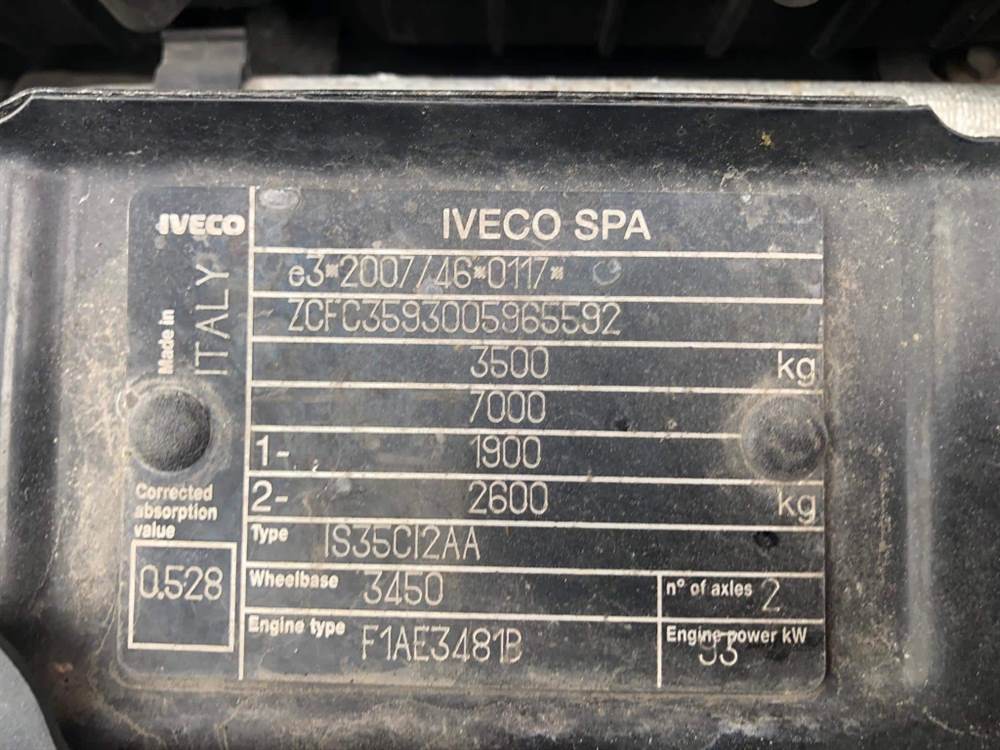 IVECO
IVECO SPA
Made in
ITALY
e3*2007/46*0117*
ZCFC3593005965592
3500 kg
7000
1- 1900
2- 2600 kg
Corrected
absorption
value
0.528
Type IS35CI2AA
Wheelbase 3450
n° of axles 2
Engine type F1AE3481B
Engine power kW
93